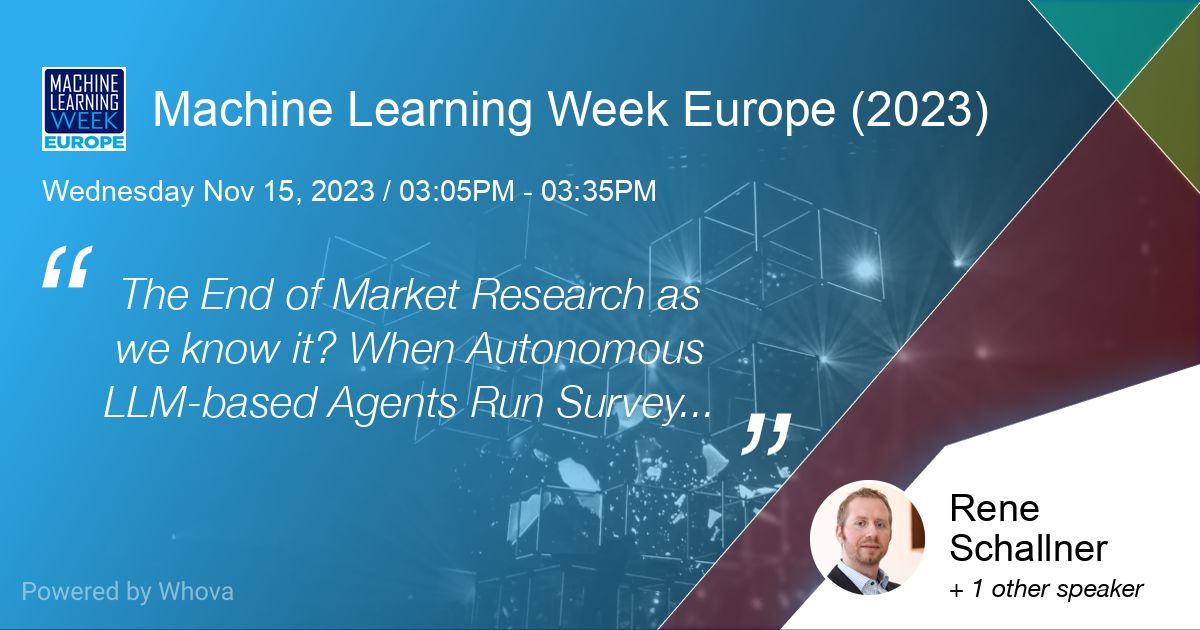 MACHINE
LEARNING
WEEK
EUROPE
Machine Learning Week Europe (2023)
Wednesday Nov 15, 2023 / 03:05PM - 03:35PM
“ The End of Market Research as
we know it? When Autonomous
LLM-based Agents Run Survey... ”
Rene
Schallner
+ 1 other speaker
Powered by Whova